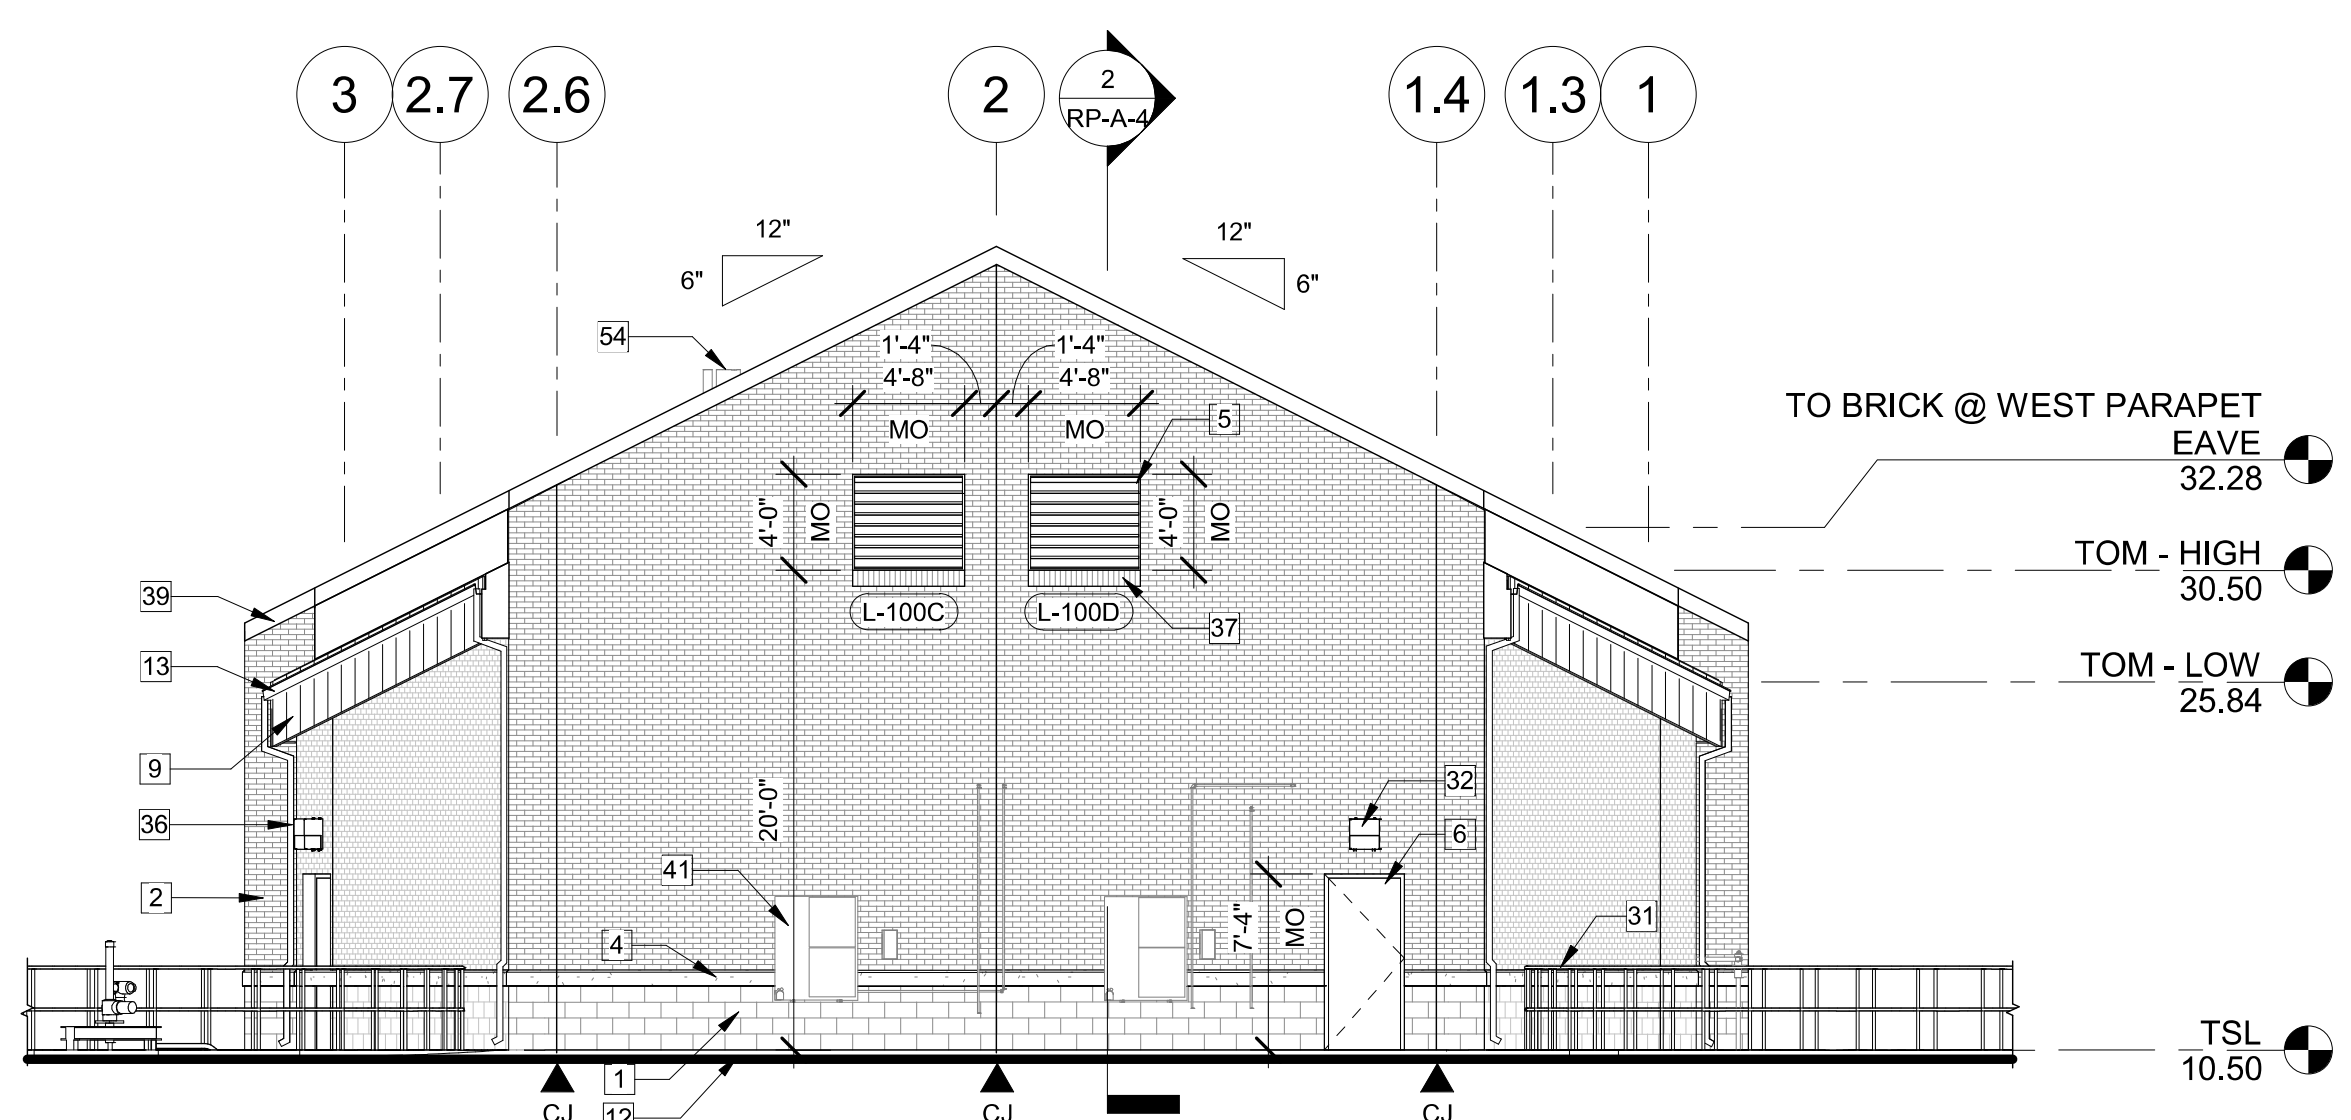 3
2.7
2.6
2
2
RP-A-4
1.4
1.3
1
12"
6"
12"
6"
54
1'-4"
1'-4"
4'-8"
4'-8"
MO
MO
5
4'-0"
MO
4'-0"
MO
TO BRICK @ WEST PARAPET
EAVE
32.28
TOM - HIGH
30.50
39
L-100C
L-100D
37
13
TOM - LOW
25.84
9
36
20'-0"
32
6
41
2
4
7'-4"
MO
31
1
12
TSL
10.50
CJ
CJ
CJ